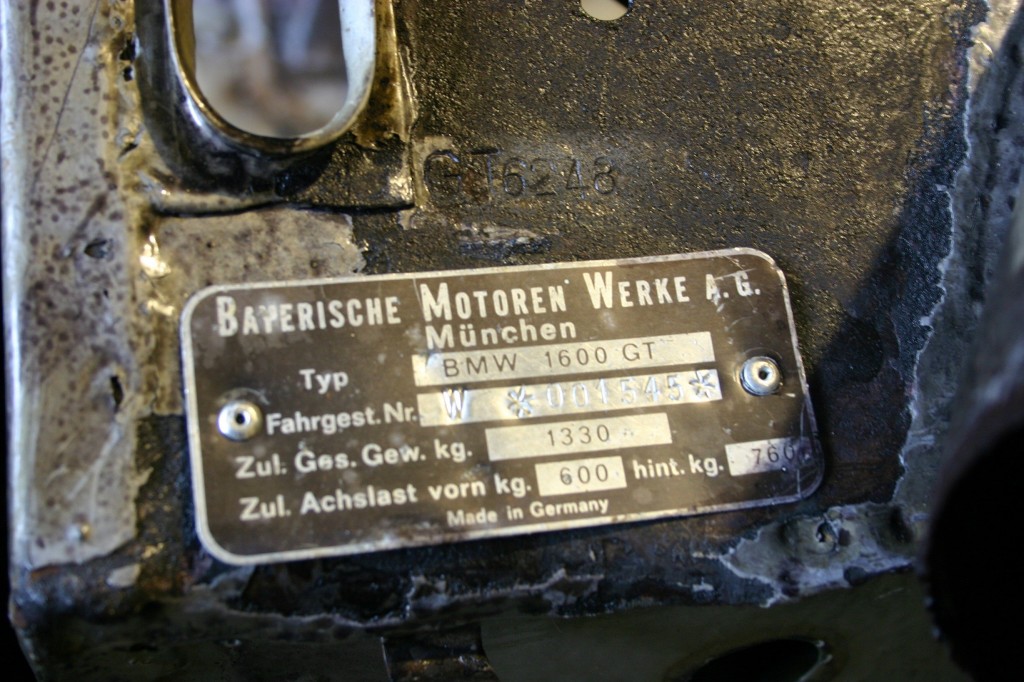 GT6248
BAYERISCHE MOTOREN WERKE A.G.
München
Typ BMW 1600 GT
Fahrgest. Nr. W *001545*
Zul. Ges. Gew. kg. 1330
Zul. Achslast vorn kg. 600 hint. kg. 760
Made in Germany